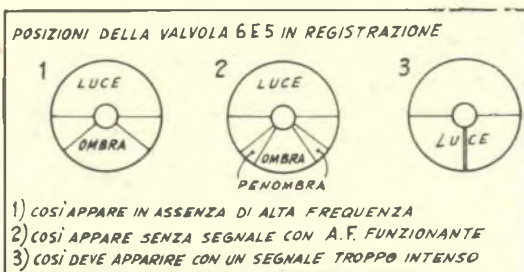 POSIZIONI DELLA VALVOLA 6E5 IN REGISTRAZIONE
1 2 3
LUCE LUCE
LUCE
OMBRA OMBRA
PENOMBRA
1) COSÌ APPARE IN ASSENZA DI ALTA FREQUENZA
2) COSÌ APPARE SENZA SEGNALE CON A.F. FUNZIONANTE
3) COSÌ DEVE APPARIRE CON UN SEGNALE TROPPO INTENSO